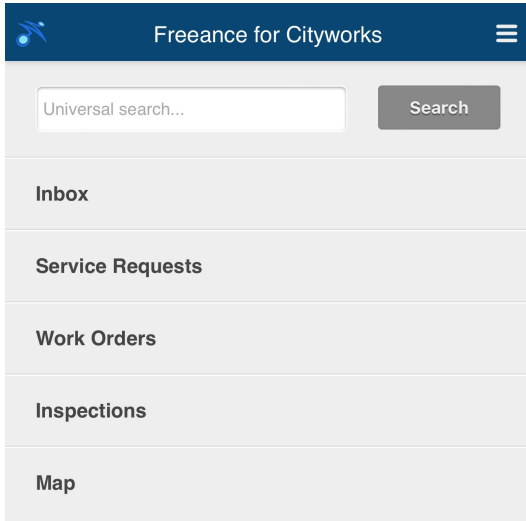 Freeance for Cityworks
Universal search... Search
Inbox
Service Requests
Work Orders
Inspections
Map